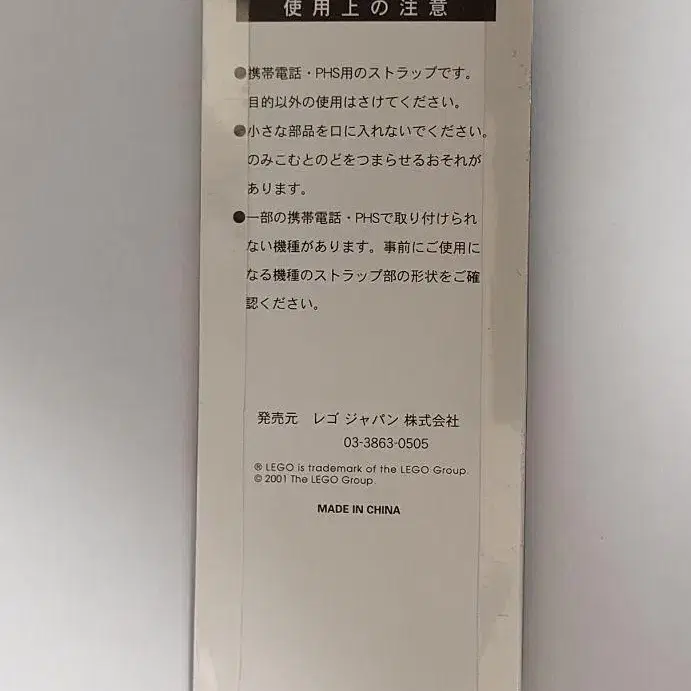 使用上の注意
●携帯電話・PHS用のストラップです。
目的以外の使用はさけてください。
●小さな部品を口に入れないでください。
のみこむとのどをつまらせるおそれが
あります。
●一部の携帯電話・PHSで取り付けられ
ない機種があります。事前にご使用に
なる機種のストラップ部の形状をご確
認ください。
発売元 レゴ ジャパン 株式会社
03-3863-0505
® LEGO is trademark of the LEGO Group.
© 2001 The LEGO Group.
MADE IN CHINA